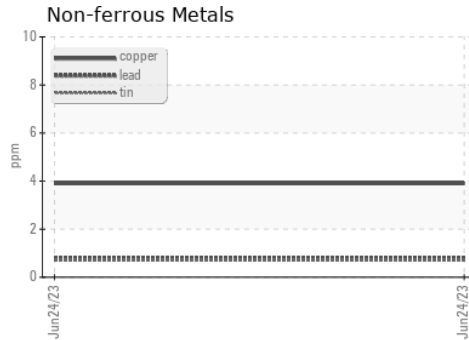 Non-ferrous Metals
10
8
6
4
2
0
ppm
copper
lead
tin
Jun24/23
Jun24/23